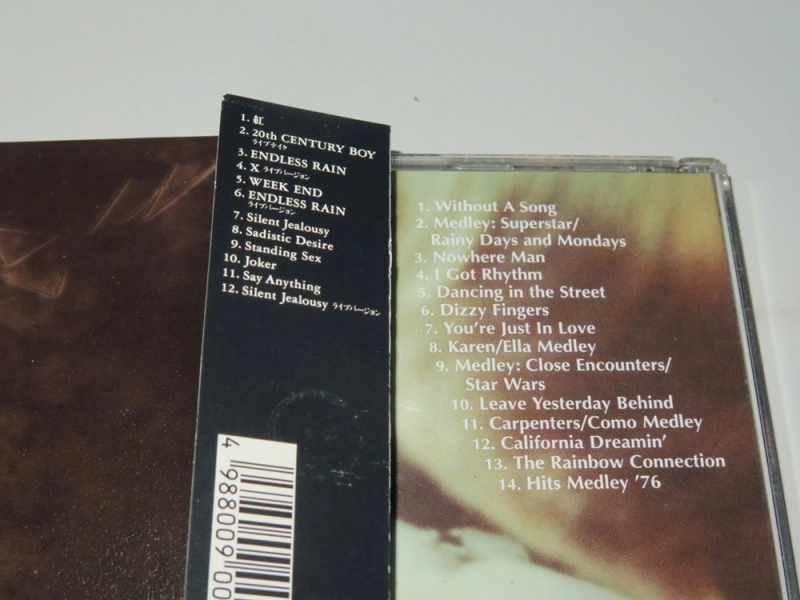 1. 紅
2. 20th CENTURY BOY
ライブテイク
3. ENDLESS RAIN
4. X ライブバージョン
5. WEEK END
6. ENDLESS RAIN
ライブバージョン
7. Silent Jealousy
8. Sadistic Desire
9. Standing Sex
10. Joker
11. Say Anything
12. Silent Jealousy ライブバージョン
4 988009 00
1. Without A Song
2. Medley: Superstar/
Rainy Days and Mondays
3. Nowhere Man
4. I Got Rhythm
5. Dancing in the Street
6. Dizzy Fingers
7. You're Just In Love
8. Karen/Ella Medley
9. Medley: Close Encounters/
Star Wars
10. Leave Yesterday Behind
11. Carpenters/Como Medley
12. California Dreamin'
13. The Rainbow Connection
14. Hits Medley '76